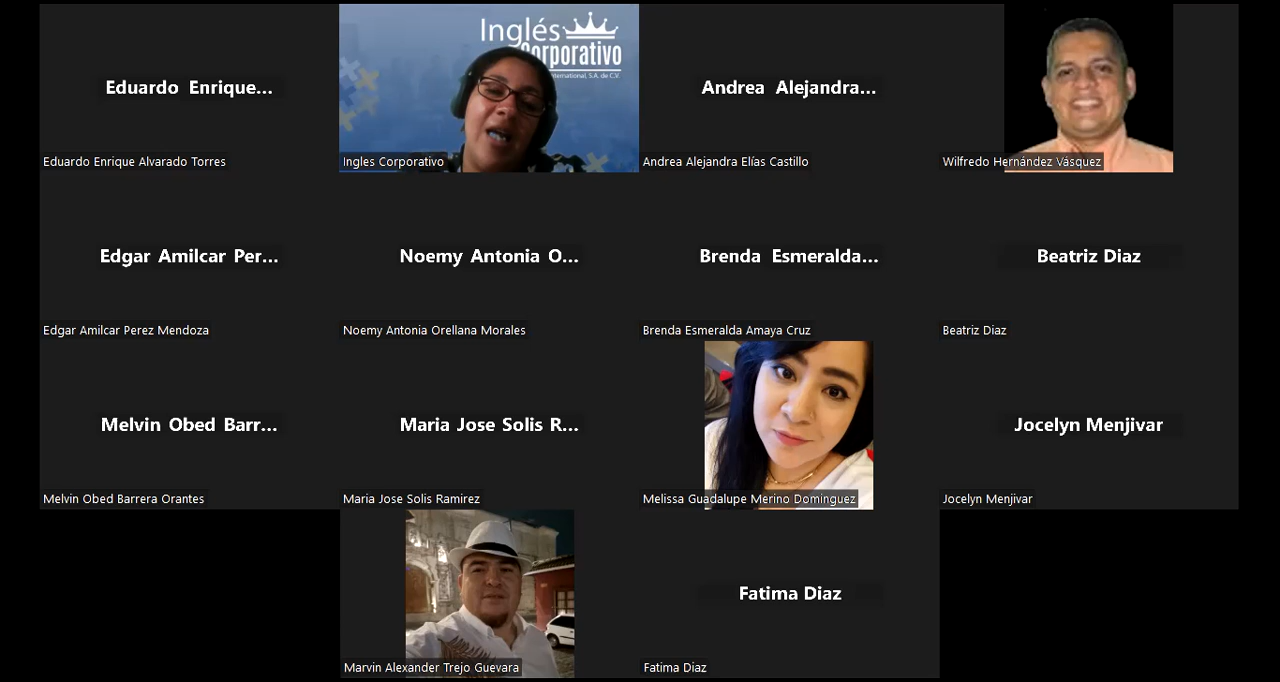 Eduardo Enrique...
Eduardo Enrique Alvarado Torres
Inglés
Corporativo
International, S.A. de C.V.
Ingles Corporativo
Andrea Alejandra...
Andrea Alejandra Elías Castillo
Wilfredo Hernández Vásquez
Edgar Amilcar Per...
Edgar Amilcar Perez Mendoza
Noemy Antonia O...
Noemy Antonia Orellana Morales
Brenda Esmeralda...
Brenda Esmeralda Amaya Cruz
Beatriz Diaz
Beatriz Diaz
Melvin Obed Barr...
Melvin Obed Barrera Orantes
Maria Jose Solis R...
Maria Jose Solis Ramirez
Melissa Guadalupe Merino Dominguez
Jocelyn Menjivar
Jocelyn Menjivar
Marvin Alexander Trejo Guevara
Fatima Diaz
Fatima Diaz